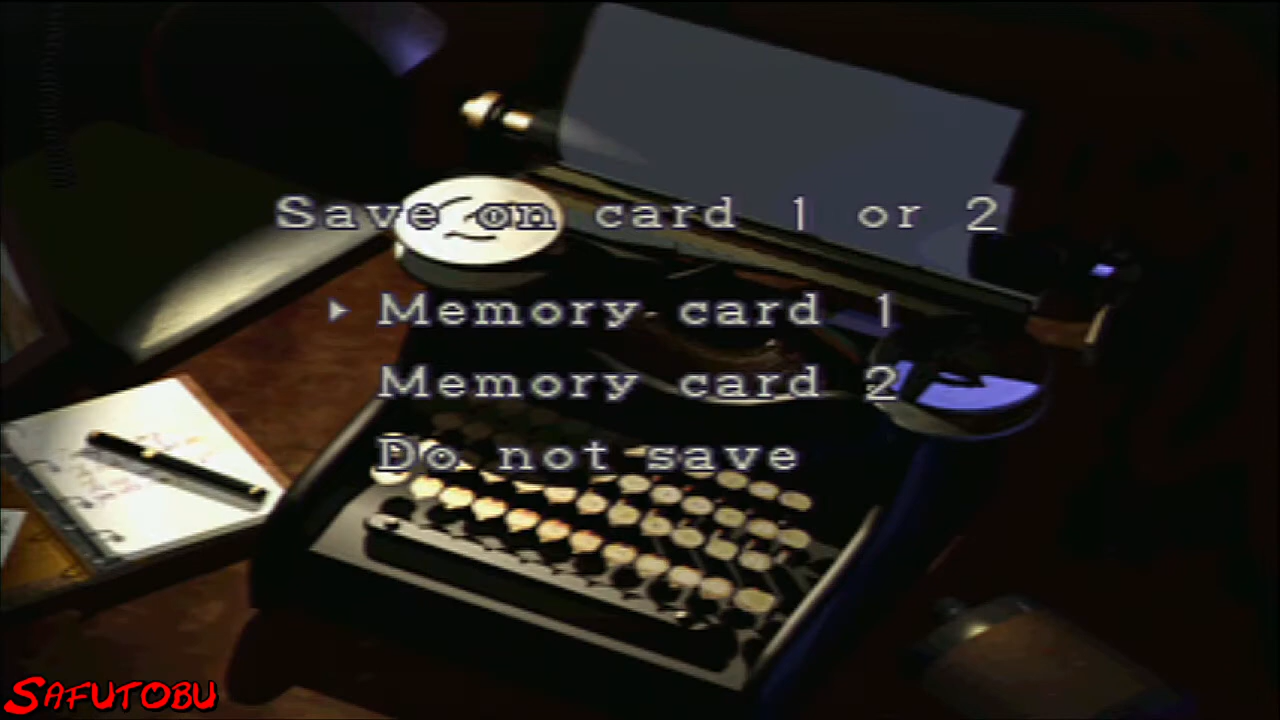 Save on card 1 or 2
Memory card 1
Memory card 2
Do not save
SAFUTOBU